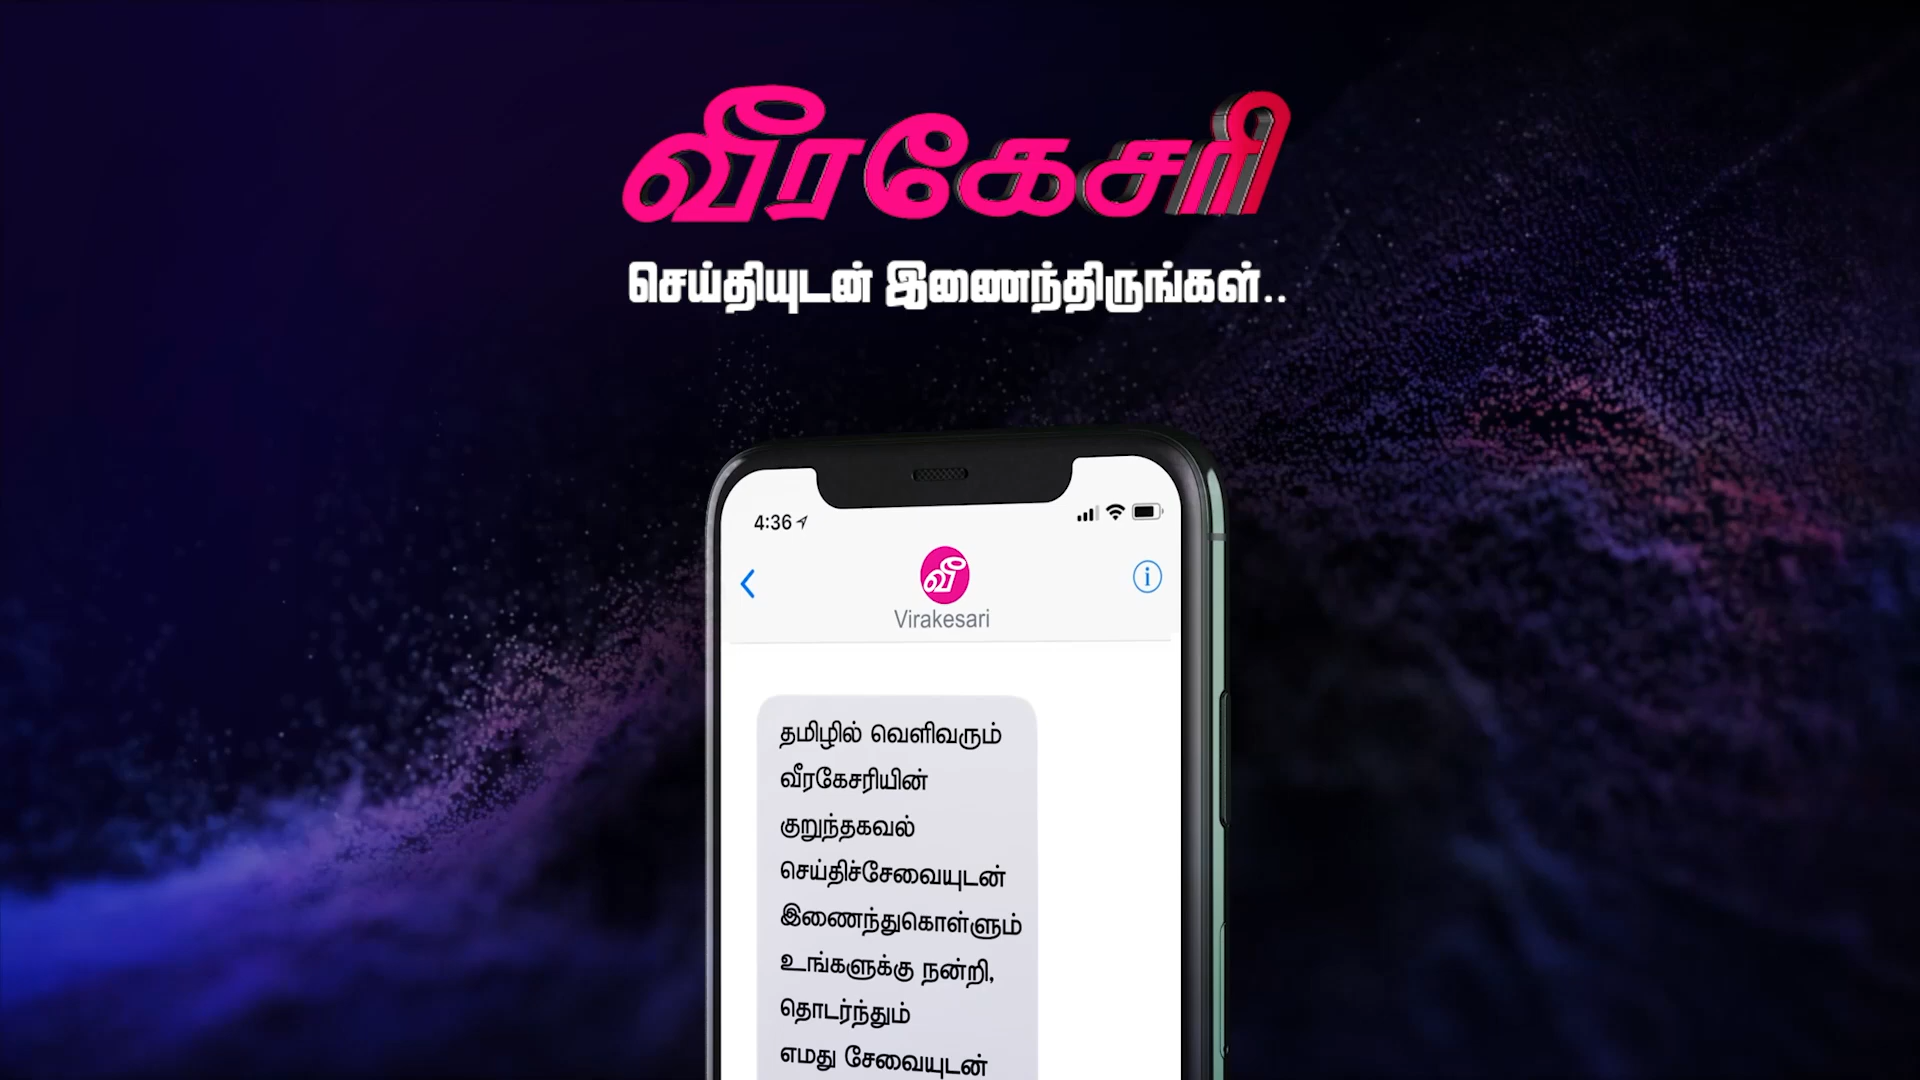 வீரகேசரி
செய்தியுடன் இணைந்திருங்கள்..
4:36
வீ
Virakesari
தமிழில் வெளிவரும்
வீரகேசரியின்
குறுந்தகவல்
செய்திச்சேவையுடன்
இணைந்துகொள்ளும்
உங்களுக்கு நன்றி,
தொடர்ந்தும்
எமது சேவையுடன்